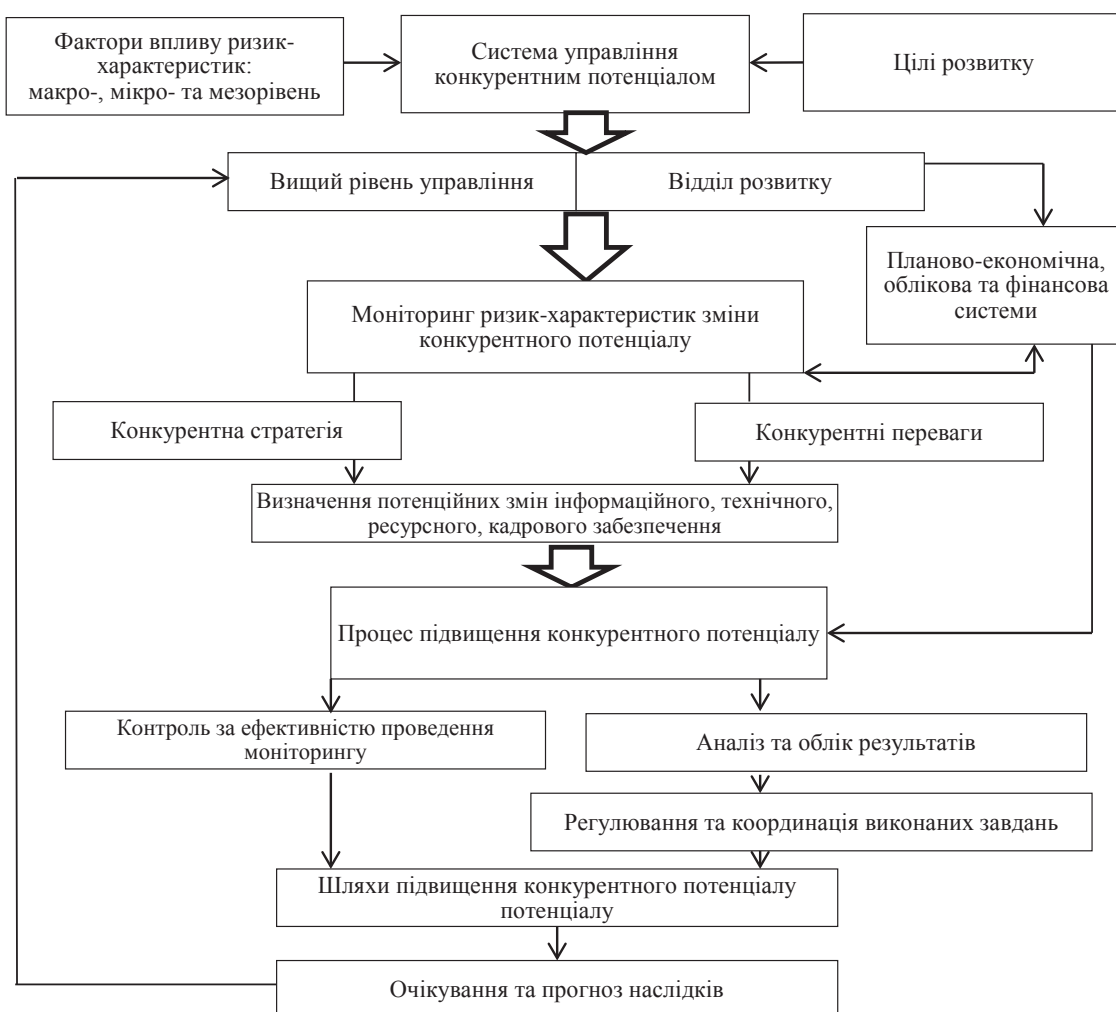 Фактори впливу ризик-
характеристик:
макро-, мікро- та мезорівень
Система управління
конкурентним потенціалом
Цілі розвитку
Вищий рівень управління
Відділ розвитку
Планово-економічна,
облікова та фінансова
системи
Моніторинг ризик-характеристик зміни
конкурентного потенціалу
Конкурентна стратегія
Конкурентні переваги
Визначення потенційних змін інформаційного, технічного,
ресурсного, кадрового забезпечення
Процес підвищення конкурентного потенціалу
Контроль за ефективністю проведення
моніторингу
Аналіз та облік результатів
Регулювання та координація виконаних завдань
Шляхи підвищення конкурентного потенціалу
потенціалу
Очікування та прогноз наслідків